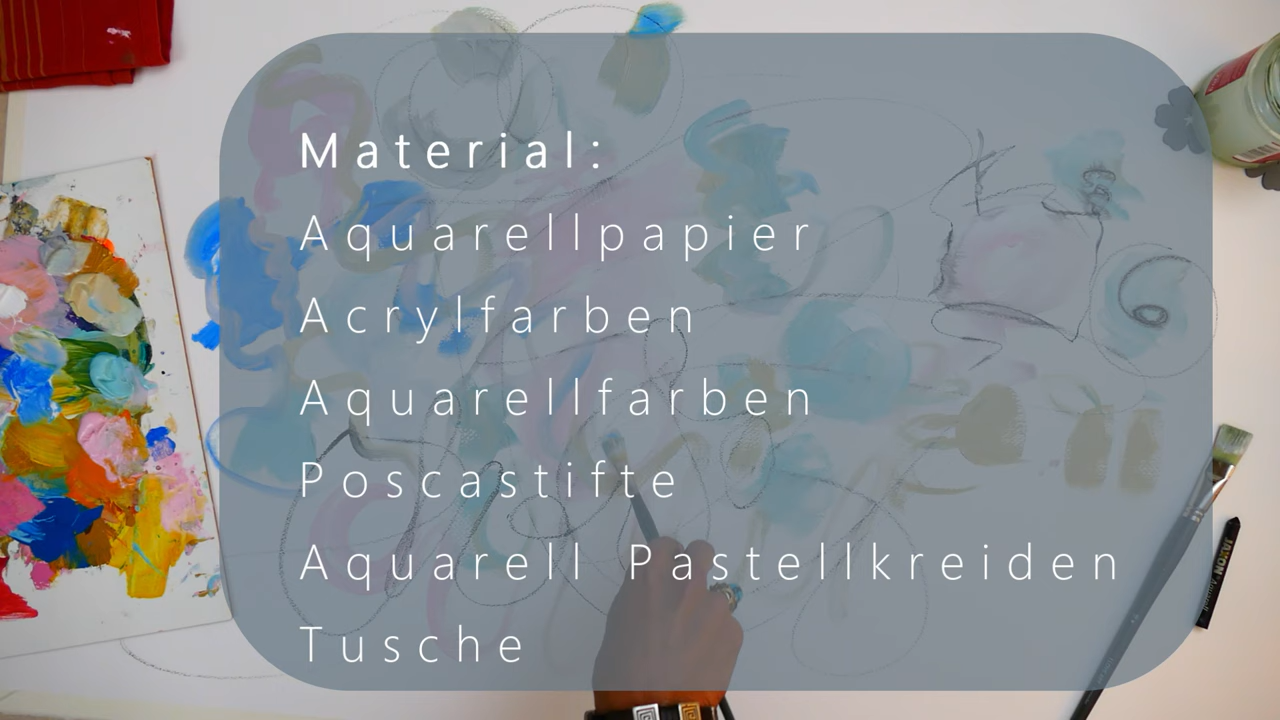 Material:
Aquarellpapier
Acrylfarben
Aquarellfarben
Poscastifte
Aquarell Pastellkreiden
Tusche